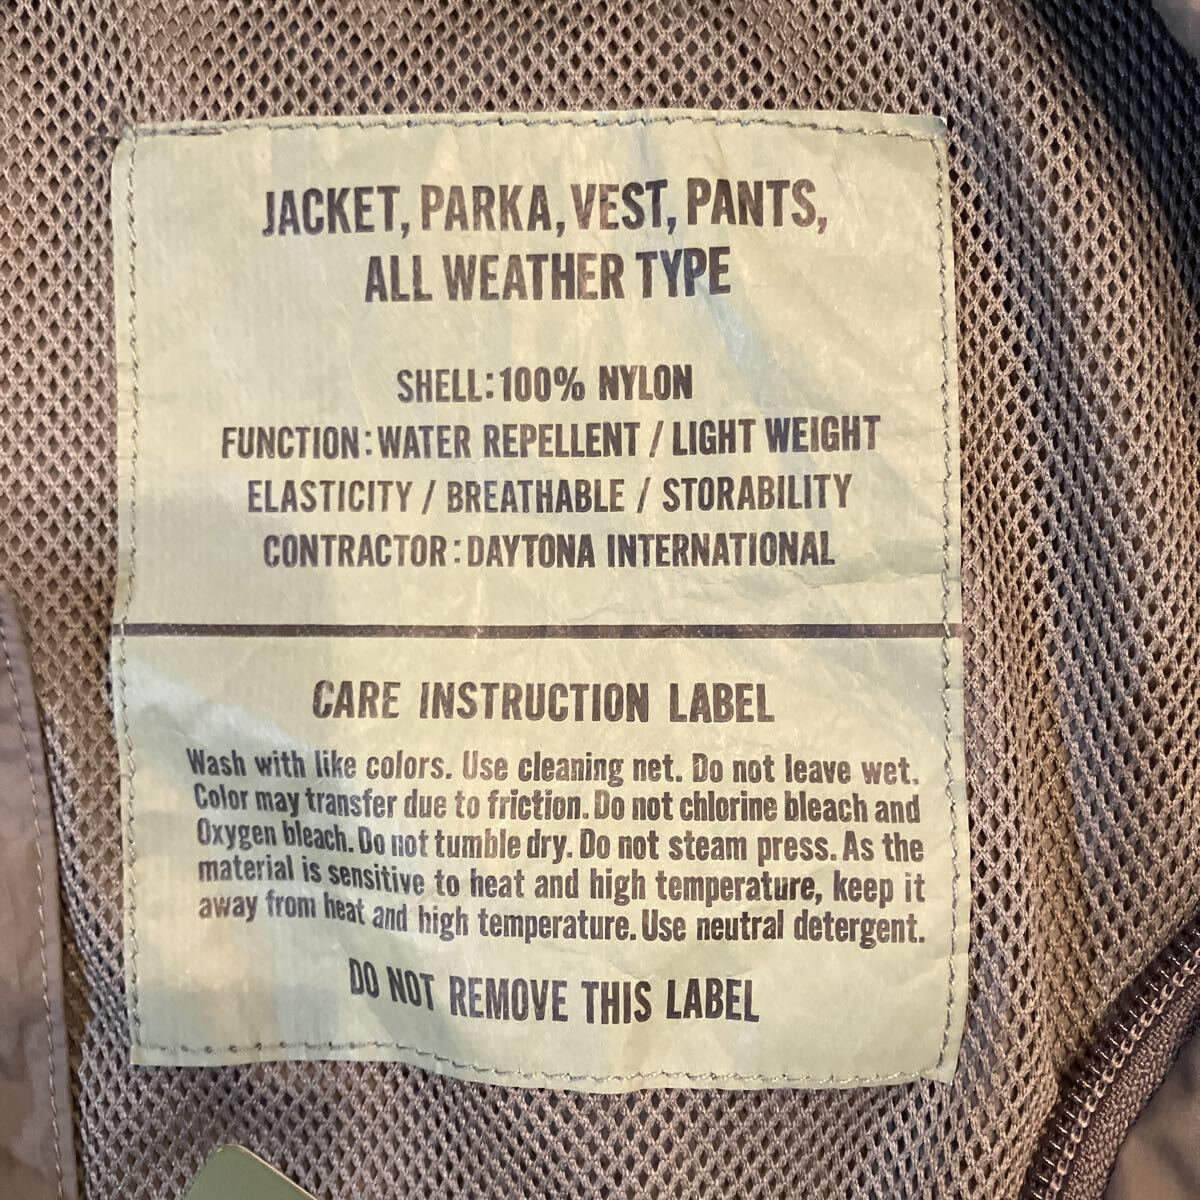 JACKET, PARKA, VEST, PANTS,
ALL WEATHER TYPE
SHELL: 100% NYLON
FUNCTION: WATER REPELLENT / LIGHT WEIGHT
ELASTICITY / BREATHABLE / STORABILITY
CONTRACTOR: DAYTONA INTERNATIONAL
CARE INSTRUCTION LABEL
Wash with like colors. Use cleaning net. Do not leave wet.
Color may transfer due to friction. Do not chlorine bleach and
Oxygen bleach. Do not tumble dry. Do not steam press. As the
material is sensitive to heat and high temperature, keep it
away from heat and high temperature. Use neutral detergent.
DO NOT REMOVE THIS LABEL